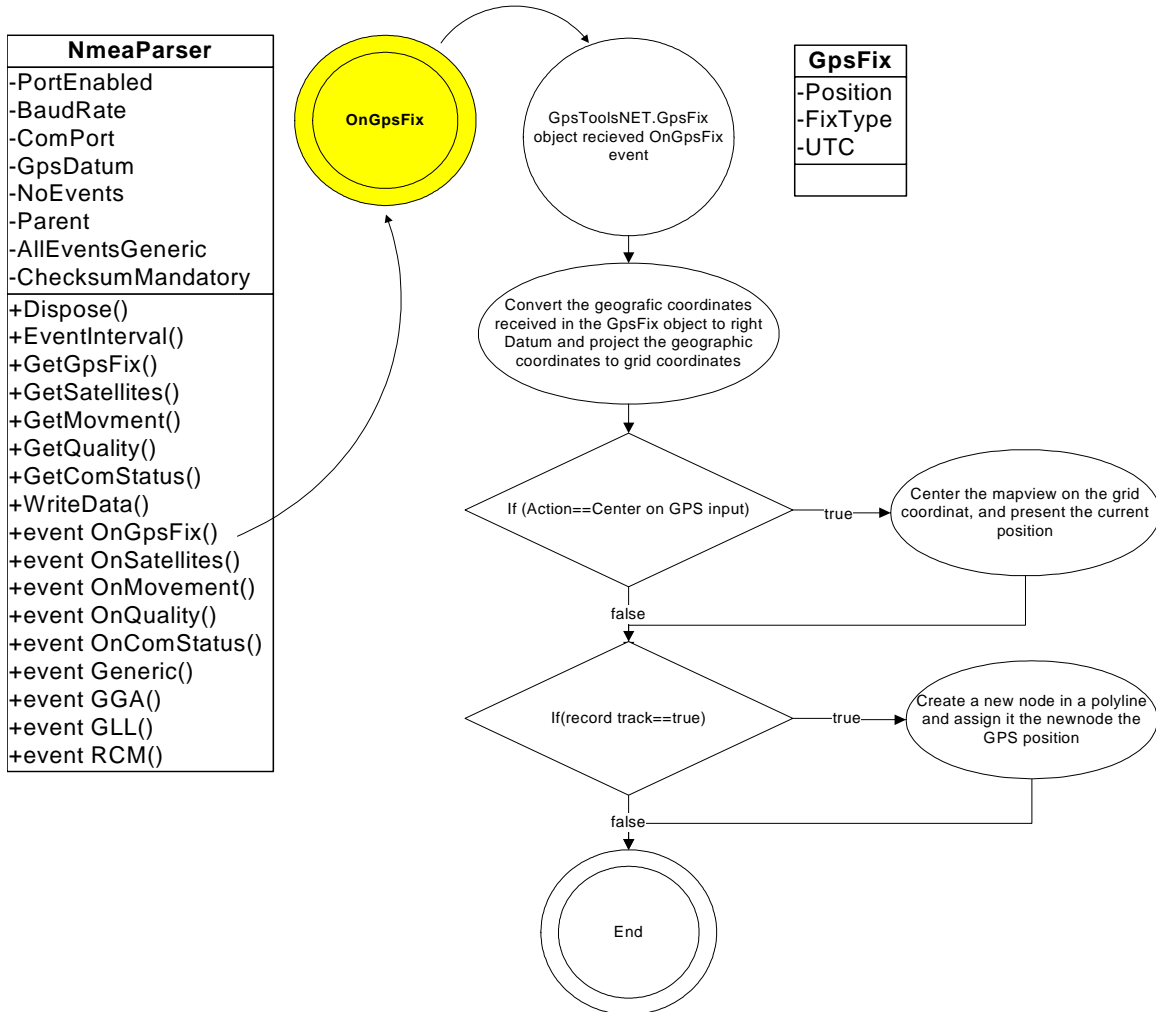 NmeaParser
-PortEnabled
-BaudRate
-ComPort
-GpsDatum
-NoEvents
-Parent
-AllEventsGeneric
-ChecksumMandatory
+Dispose()
+EventInterval()
+GetGpsFix()
+GetSatellites()
+GetMovment()
+GetQuality()
+GetComStatus()
+WriteData()
+event OnGpsFix()
+event OnSatellites()
+event OnMovement()
+event OnQuality()
+event OnComStatus()
+event Generic()
+event GGA()
+event GLL()
+event RCM()
OnGpsFix
GpsToolsNET.GpsFix
object recieved OnGpsFix
event
GpsFix
-Position
-FixType
-UTC
Convert the geografic coordinates
received in the GpsFix object to right
Datum and project the geographic
coordinates to grid coordinates
If (Action==Center on GPS input)
true
Center the mapview on the grid
coordinat, and present the current
position
false
If(record track==true)
true
Create a new node in a polyline
and assign it the newnode the
GPS position
false
End